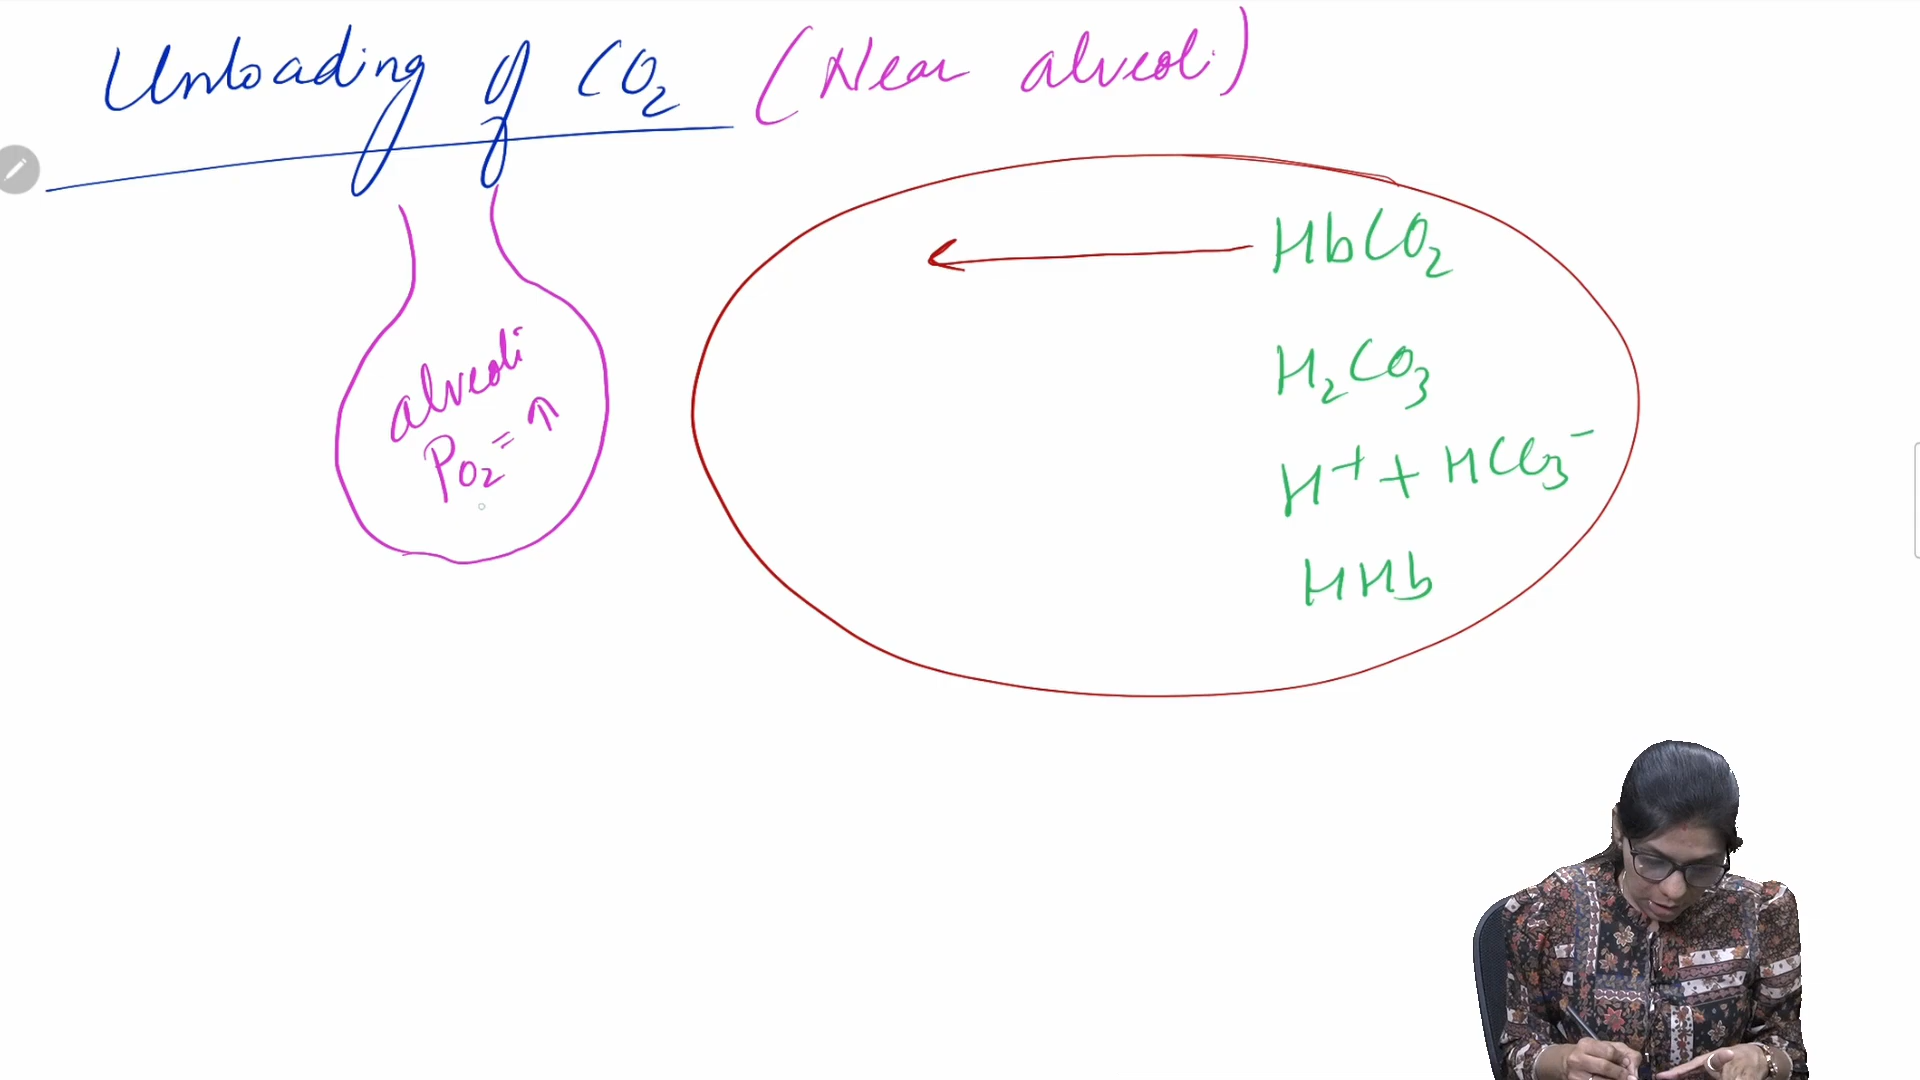 Unloading of CO2 (Near alveoli)
HbCO2
alveoli
PO2 = ↑
H2CO3
H+ + HCO3-
HHb